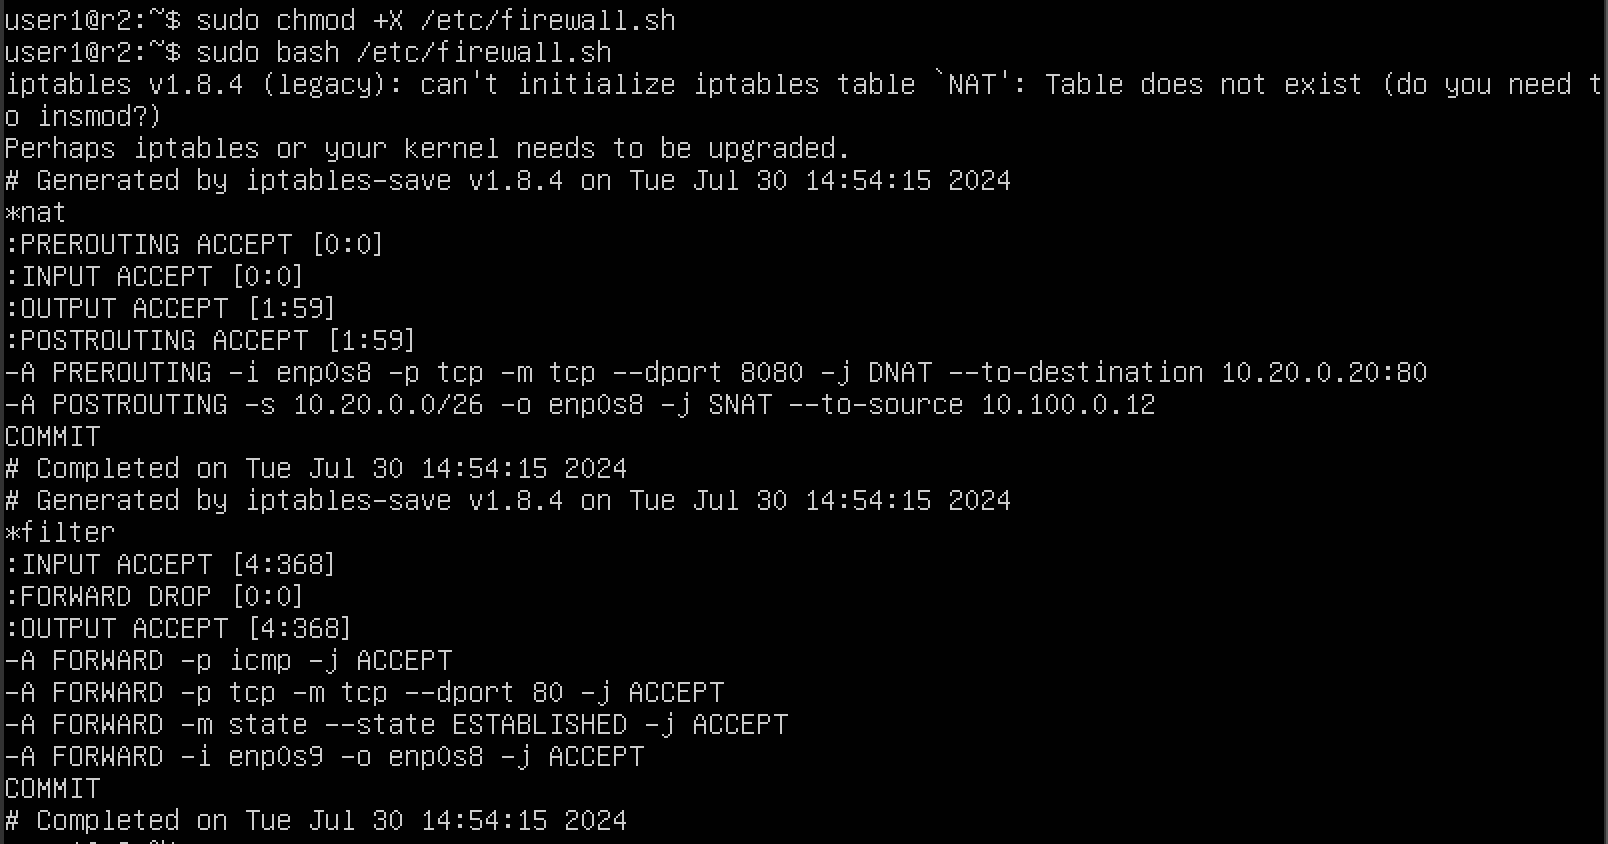 user1@r2:~$ sudo chmod +X /etc/firewall.sh
user1@r2:~$ sudo bash /etc/firewall.sh
iptables v1.8.4 (legacy): can't initialize iptables table `NAT': Table does not exist (do you need t
o insmod?)
Perhaps iptables or your kernel needs to be upgraded.
# Generated by iptables-save v1.8.4 on Tue Jul 30 14:54:15 2024
*nat
:PREROUTING ACCEPT [0:0]
:INPUT ACCEPT [0:0]
:OUTPUT ACCEPT [1:59]
:POSTROUTING ACCEPT [1:59]
-A PREROUTING -i enp0s8 -p tcp -m tcp --dport 8080 -j DNAT --to-destination 10.20.0.20:80
-A POSTROUTING -s 10.20.0.0/26 -o enp0s8 -j SNAT --to-source 10.100.0.12
COMMIT
# Completed on Tue Jul 30 14:54:15 2024
# Generated by iptables-save v1.8.4 on Tue Jul 30 14:54:15 2024
*filter
:INPUT ACCEPT [4:368]
:FORWARD DROP [0:0]
:OUTPUT ACCEPT [4:368]
-A FORWARD -p icmp -j ACCEPT
-A FORWARD -p tcp -m tcp --dport 80 -j ACCEPT
-A FORWARD -m state --state ESTABLISHED -j ACCEPT
-A FORWARD -i enp0s9 -o enp0s8 -j ACCEPT
COMMIT
# Completed on Tue Jul 30 14:54:15 2024